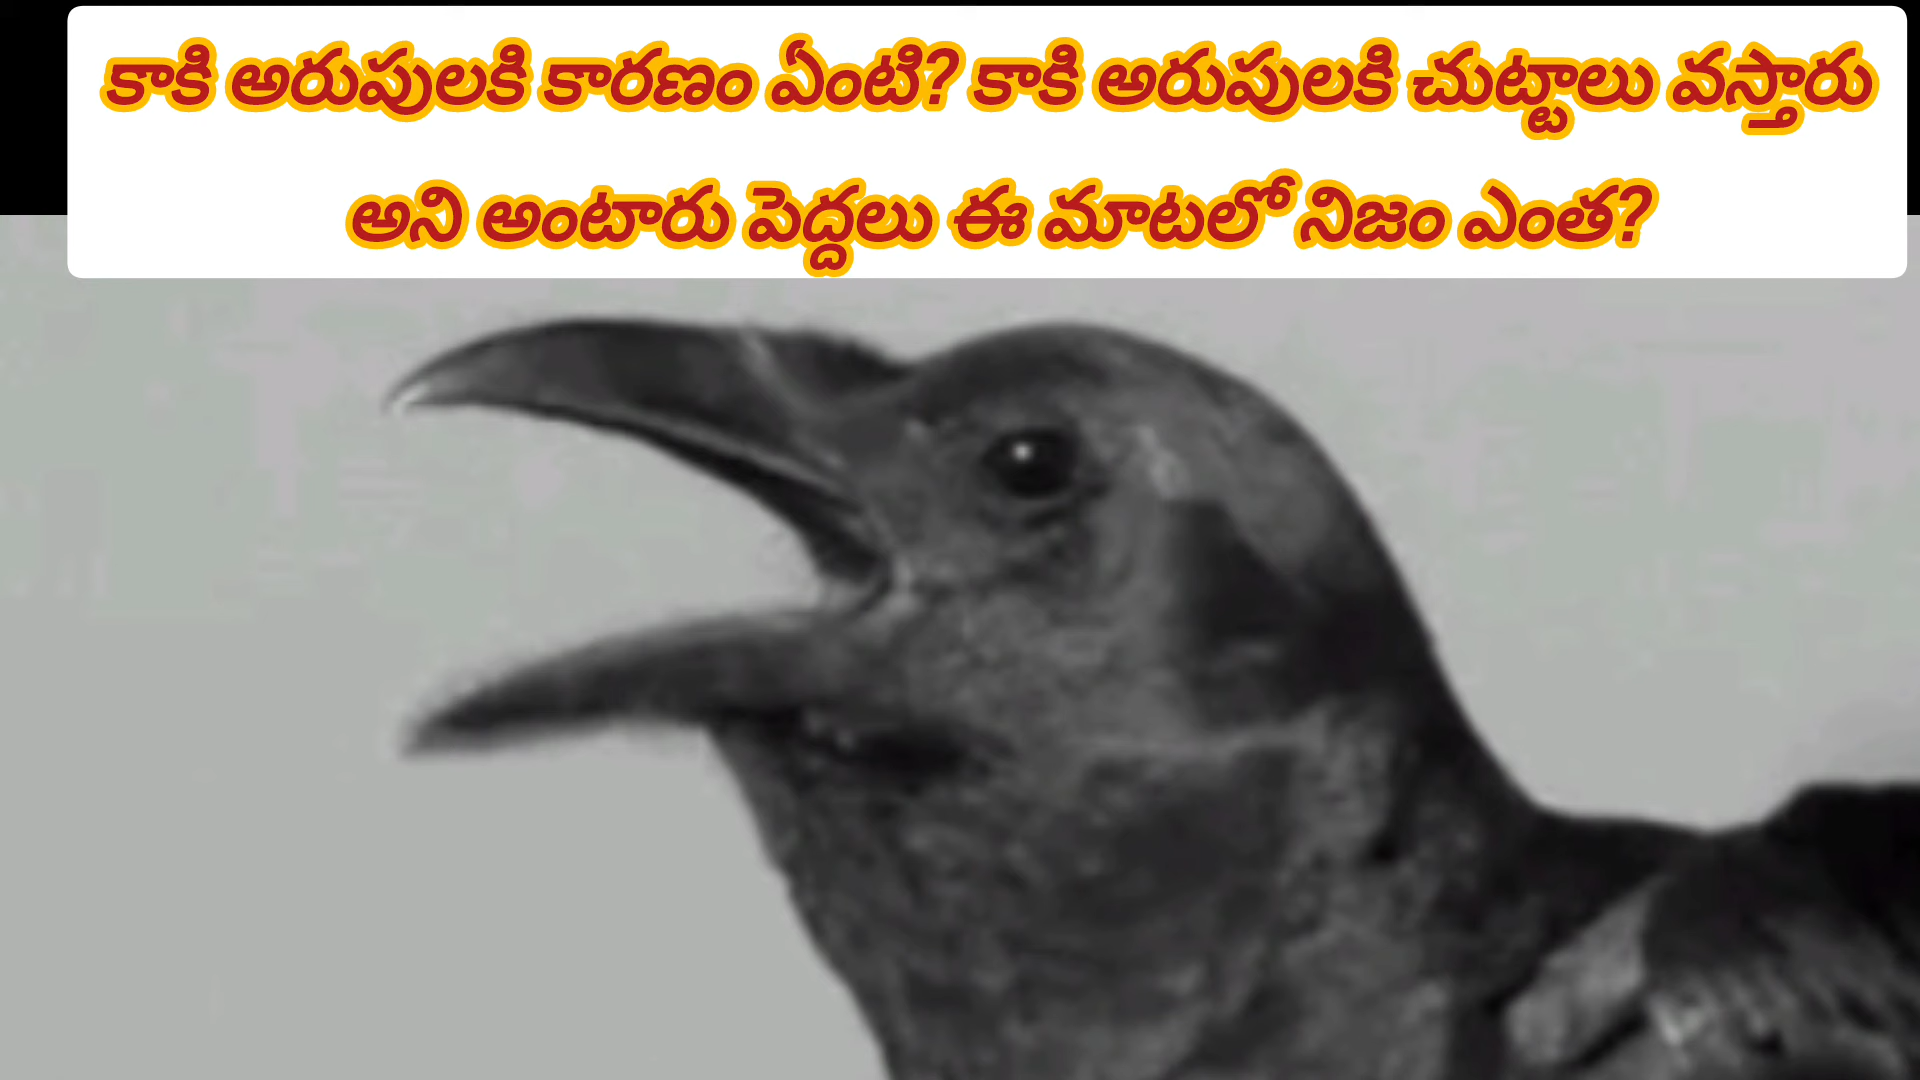 కాకి అరుపులకి కారణం ఏంటి? కాకి అరుపులకి చుట్టాలు వస్తారు
అని అంటారు పెద్దలు ఈ మాటలో నిజం ఎంత?